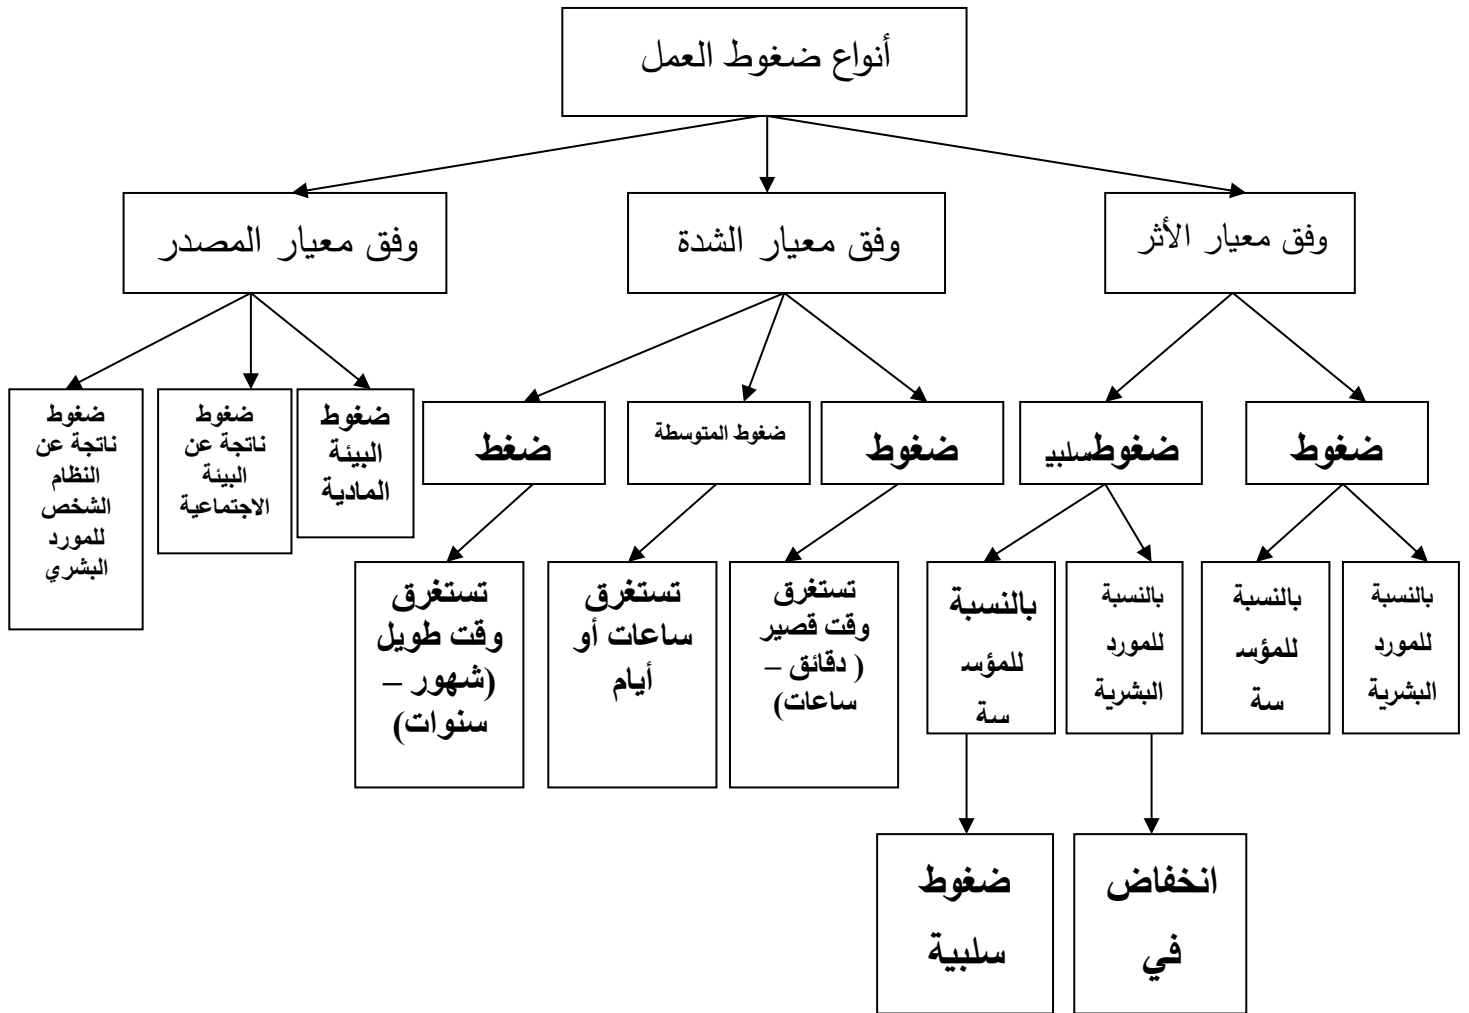 أنواع ضغوط العمل
وفق معيار الأثر
وفق معيار الشدة
وفق معيار المصدر
ضغوط
ضغوط سلبي
ضغوط
ضغوط المتوسطة
ضغط
ضغوط
البيئة
المادية
ضغوط
ناتجة عن
البيئة
الاجتماعية
ضغوط
ناتجة عن
النظام
الشخص
للمورد
البشري
بالنسبة
للمورد
البشرية
بالنسبة
للمؤس
سة
بالنسبة
للمورد
البشرية
بالنسبة
للمؤس
سة
تستغرق
وقت قصير
( دقائق –
ساعات)
تستغرق
ساعات أو
أيام
تستغرق
وقت طويل
(شهور –
سنوات)
انخفاض
في
ضغوط
سلبية